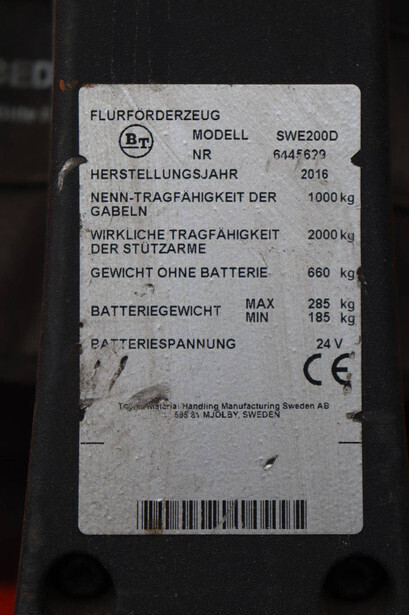 FLURFÖRDERZEUG
BT
MODELL SWE200D
NR 6445629
HERSTELLUNGSJAHR 2016
NENN-TRAGFÄHIGKEIT DER 1000 kg
GABELN
WIRKLICHE TRAGFÄHIGKEIT 2000 kg
DER STÜTZARME
GEWICHT OHNE BATTERIE 660 kg
BATTERIEGEWICHT MAX 285 kg
MIN 185 kg
BATTERIESPANNUNG 24 V
CE
Material Handling Manufacturing Sweden AB
MJÖLBY, SWEDEN